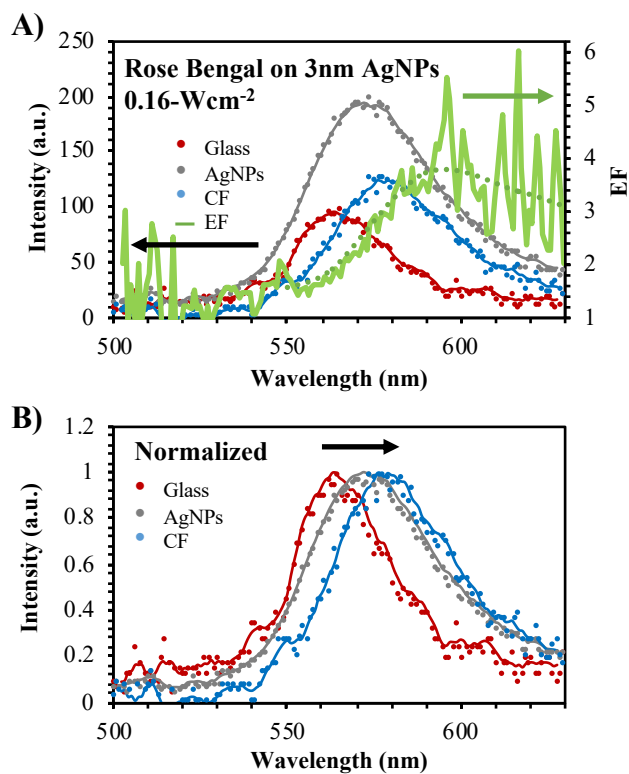 A)
Rose Bengal on 3nm AgNPs
0.16-Wcm-2
Glass
AgNPs
CF
EF
Intensity (a.u.)
250
200
150
100
50
0
EF
6
5
4
3
2
1
500
550
600
Wavelength (nm)
B)
Normalized
Glass
AgNPs
CF
Intensity (a.u.)
1.2
1
0.8
0.6
0.4
0.2
0
500
550
600
Wavelength (nm)